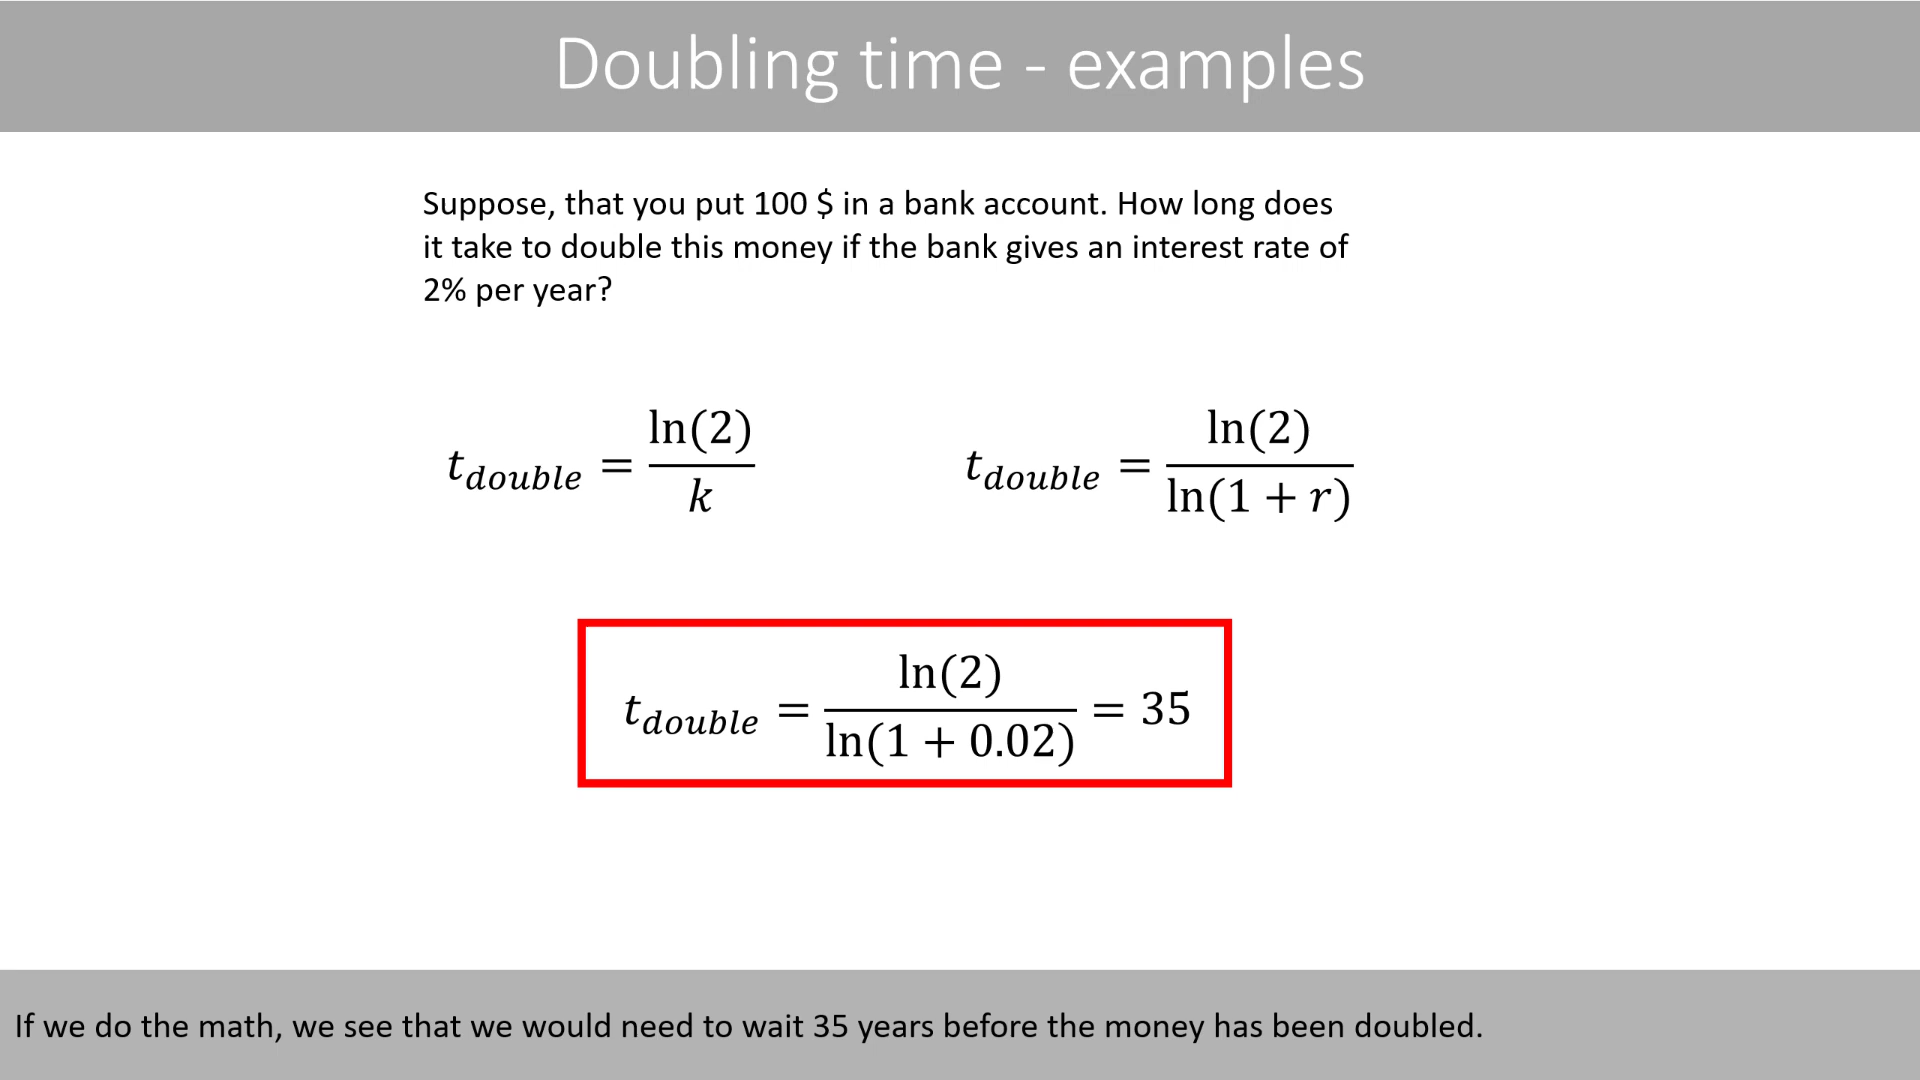 Doubling time - examples
Suppose, that you put 100 $ in a bank account. How long does
it take to double this money if the bank gives an interest rate of
2% per year?
t_double = ln(2) / k
t_double = ln(2) / ln(1 + r)
t_double = ln(2) / ln(1 + 0.02) = 35
If we do the math, we see that we would need to wait 35 years before the money has been doubled.